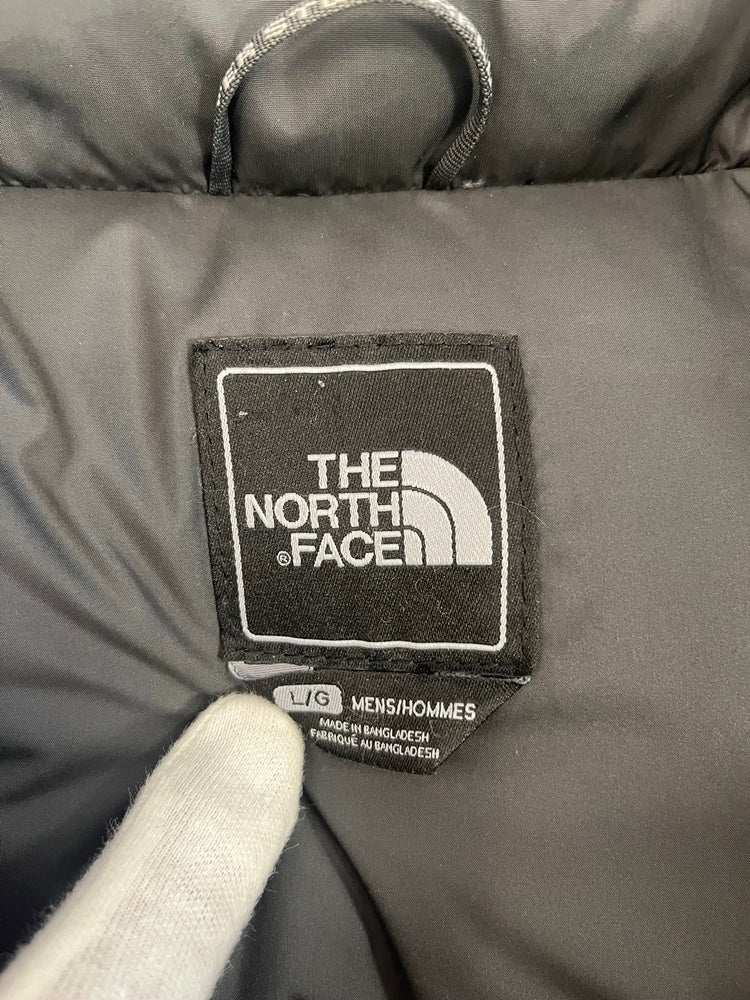 THE
NORTH
® FACE
L/G MENS/HOMMES
MADE IN BANGLADESH
FABRIQUÉ AU BANGLADESH